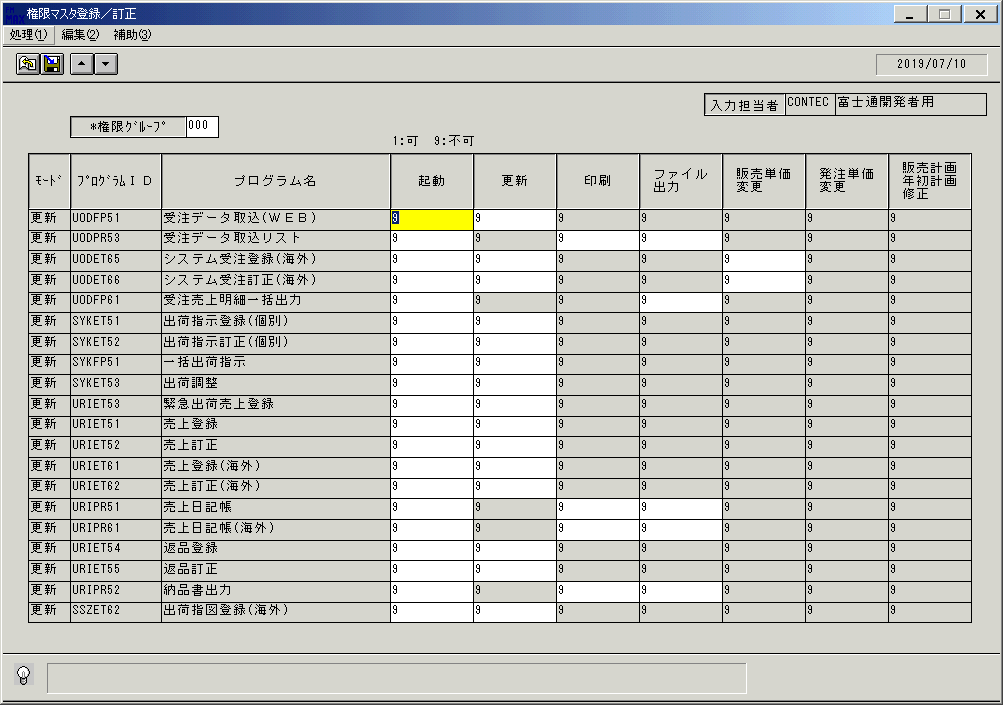 権限マスタ登録／訂正
処理(1) 編集(2) 補助(3)
2019/07/10
入力担当者 CONTEC 富士通開発者用
*権限ｸﾞﾙｰﾌﾟ 000
1:可 9:不可
ﾓｰﾄﾞ ﾌﾟﾛｸﾞﾗﾑＩＤ プログラム名 起動 更新 印刷 ファイル出力 販売単価変更 発注単価変更 販売計画年初計画修正
更新 UODFP51 受注データ取込(ＷＥＢ) 9 9 9 9 9 9 9
更新 UODPR53 受注データ取込リスト 9 9 9 9 9 9 9
更新 UODET65 システム受注登録(海外) 9 9 9 9 9 9 9
更新 UODET66 システム受注訂正(海外) 9 9 9 9 9 9 9
更新 UODFP61 受注売上明細一括出力 9 9 9 9 9 9 9
更新 SYKET51 出荷指示登録(個別) 9 9 9 9 9 9 9
更新 SYKET52 出荷指示訂正(個別) 9 9 9 9 9 9 9
更新 SYKFP51 一括出荷指示 9 9 9 9 9 9 9
更新 SYKET53 出荷調整 9 9 9 9 9 9 9
更新 URIET53 緊急出荷売上登録 9 9 9 9 9 9 9
更新 URIET51 売上登録 9 9 9 9 9 9 9
更新 URIET52 売上訂正 9 9 9 9 9 9 9
更新 URIET61 売上登録(海外) 9 9 9 9 9 9 9
更新 URIET62 売上訂正(海外) 9 9 9 9 9 9 9
更新 URIPR51 売上日記帳 9 9 9 9 9 9 9
更新 URIPR61 売上日記帳(海外) 9 9 9 9 9 9 9
更新 URIET54 返品登録 9 9 9 9 9 9 9
更新 URIET55 返品訂正 9 9 9 9 9 9 9
更新 URIPR52 納品書出力 9 9 9 9 9 9 9
更新 SSZET62 出荷指図登録(海外) 9 9 9 9 9 9 9